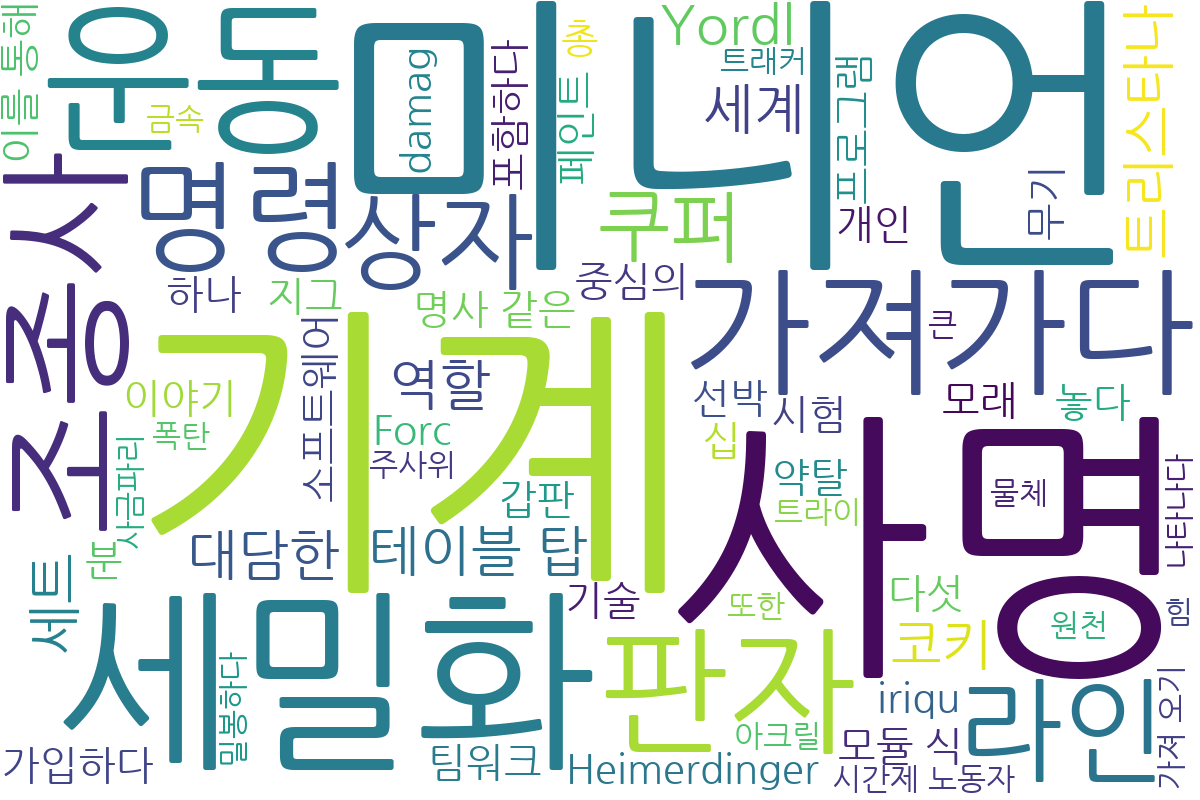 이를 통해
운동
금속
미니언
damag
포함하다
총
페인트
Yordl
트래커
세계
프로그램
트리스타나
조종사
명령
상자
쿠퍼
개인
무기
하나
지그
명사 같은
중심의
가져가다
큰
기계
이야기
폭탄
사금파리
소프트웨어
역할
Forc
주사위
갑판
선박
시험
십
모래
놓다
약탈
트라이
사명
물체
나타나다
세트
분
대담한
테이블 탑
기술
또한
다섯
코키
원천
힘
세밀화
밀봉하다
판자
아크릴
iriqu
라인
가져 오기
가입하다
팀워크
Heimerdinger
모듈 식
시간제 노동자